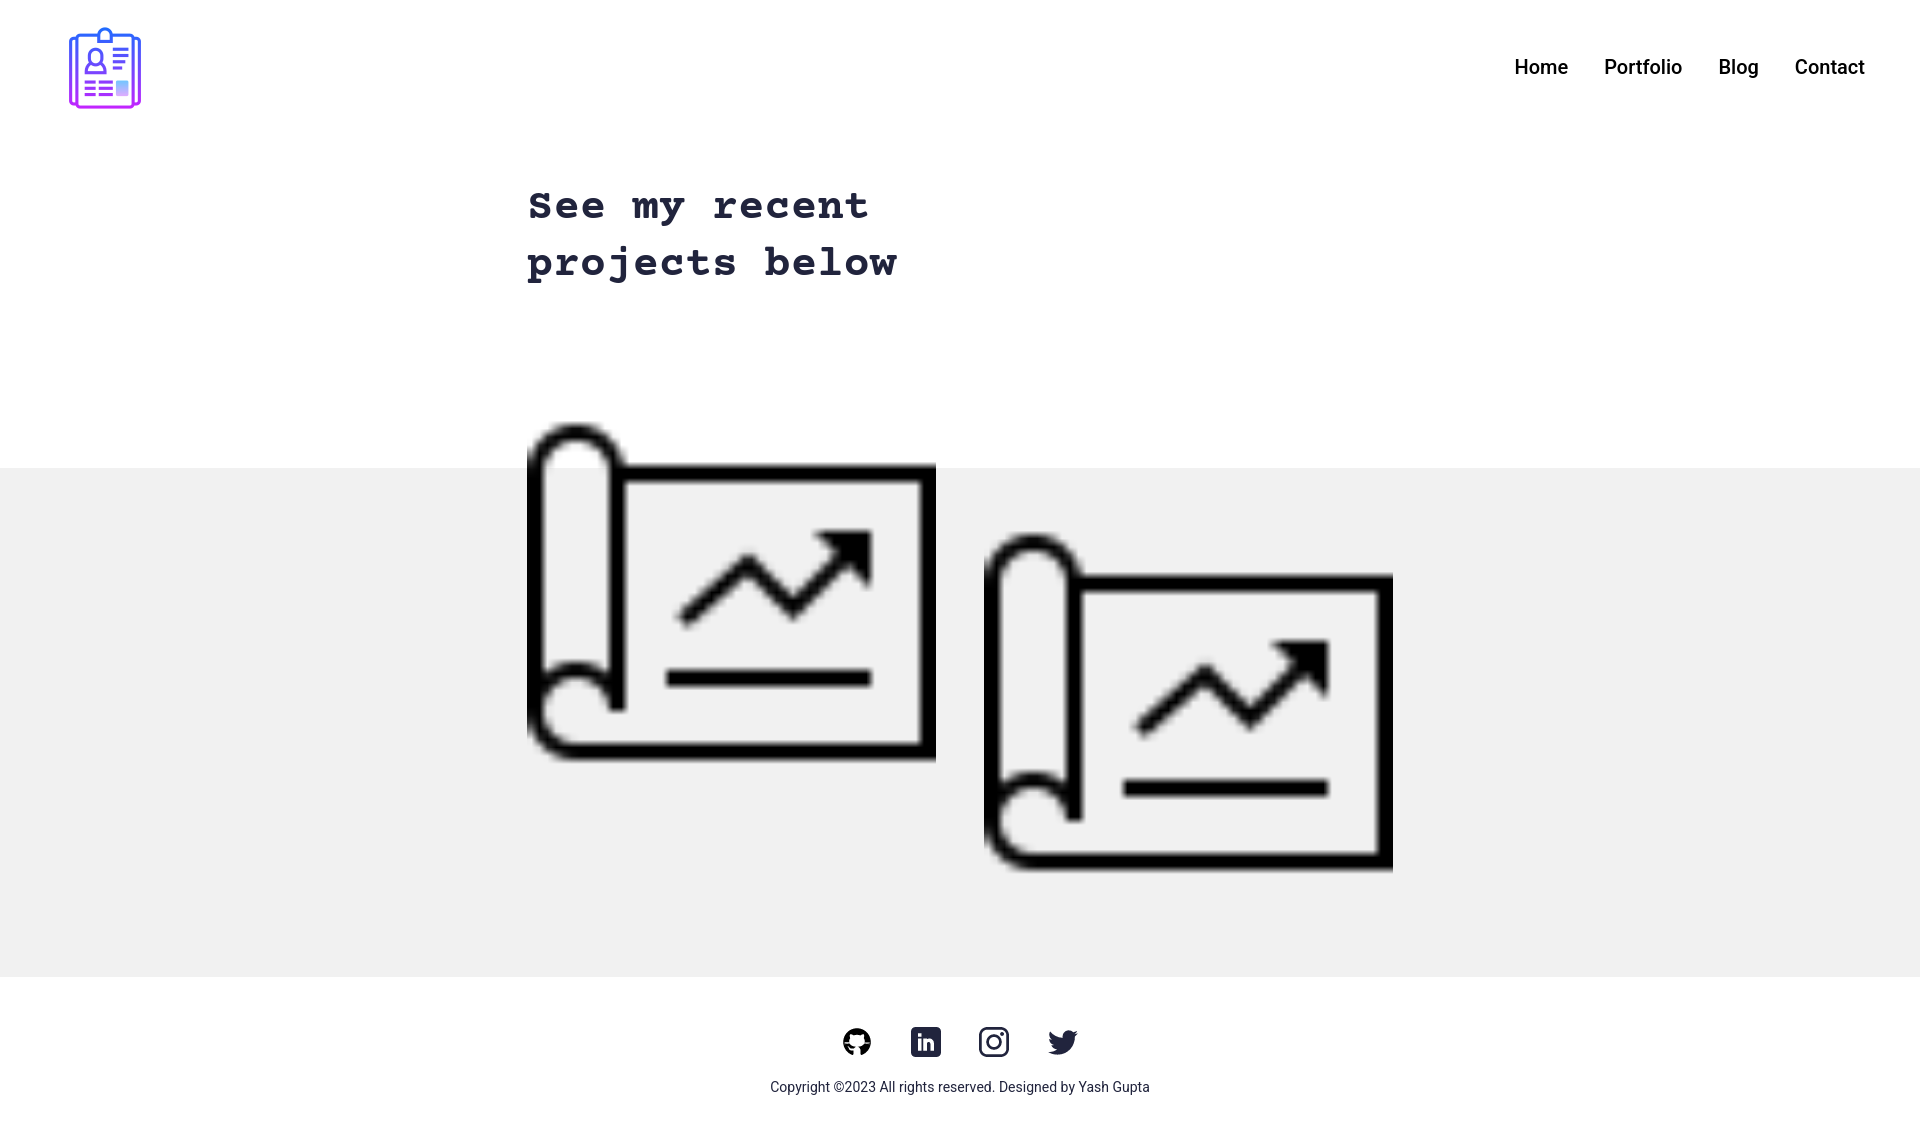 Home Portfolio Blog Contact
See my recent
projects below
Copyright ©2023 All rights reserved. Designed by Yash Gupta